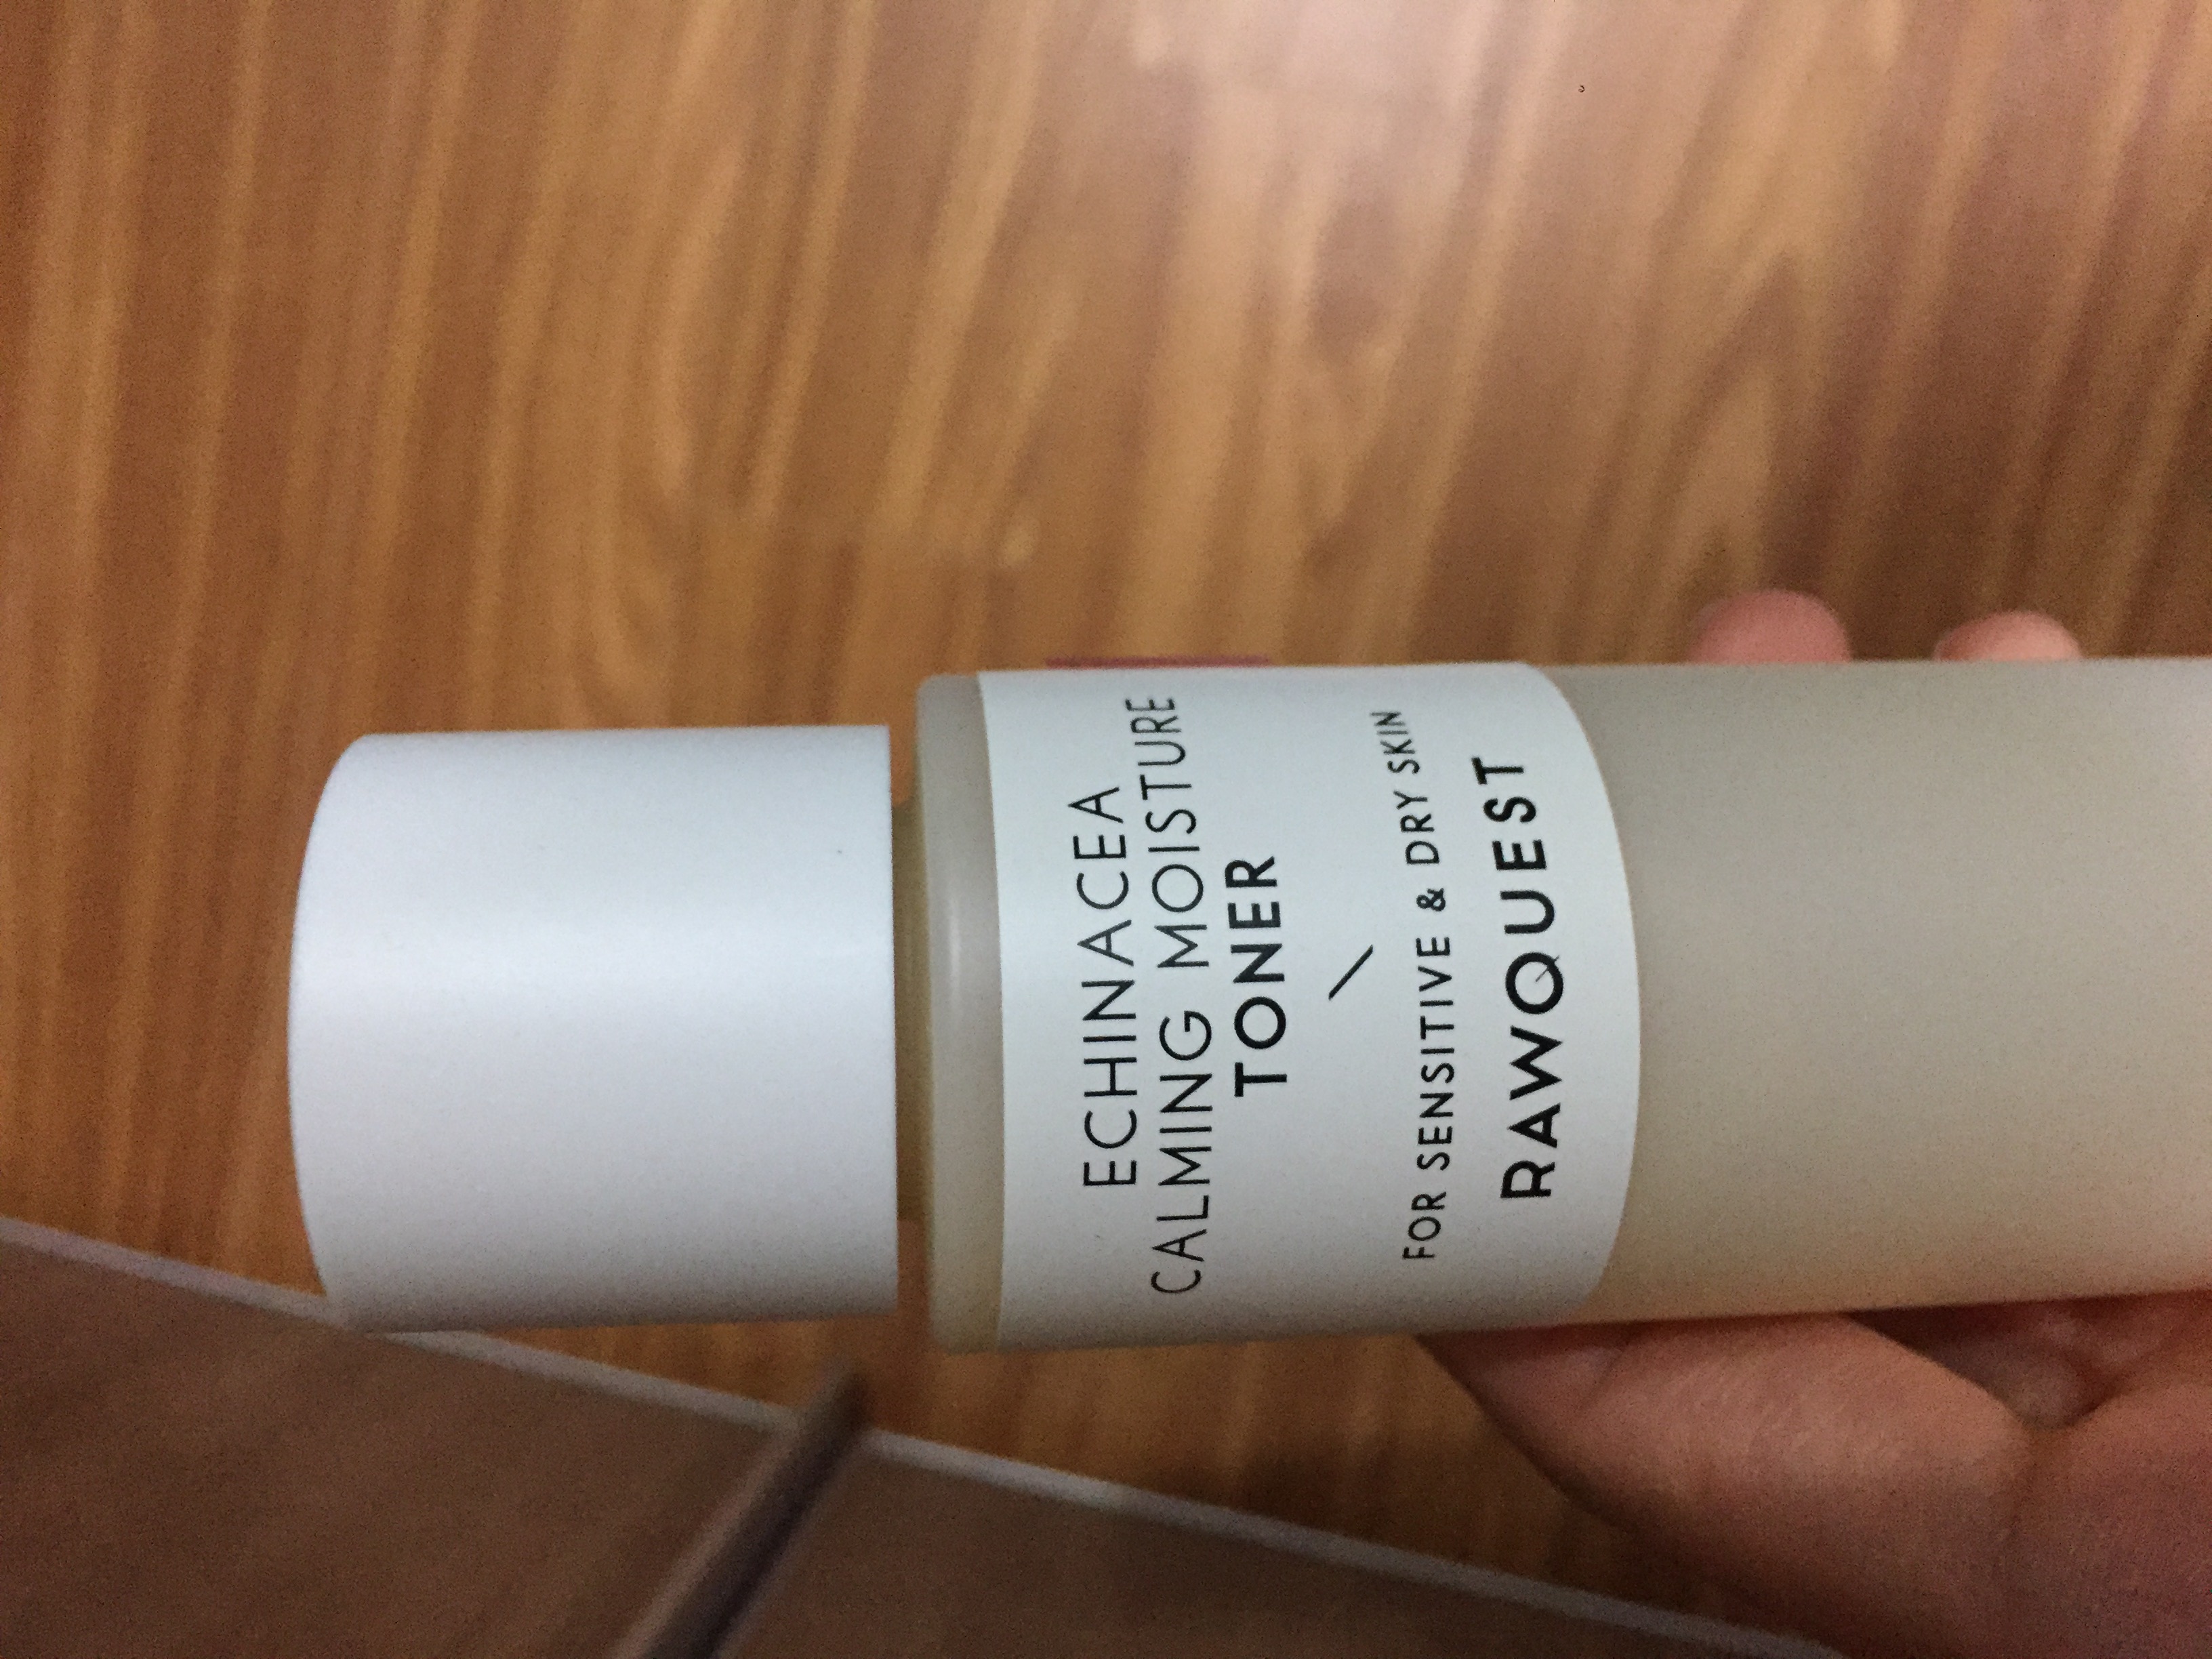 ECHINACEA
CALMING MOISTURE
TONER
FOR SENSITIVE & DRY SKIN
RAWQUEST